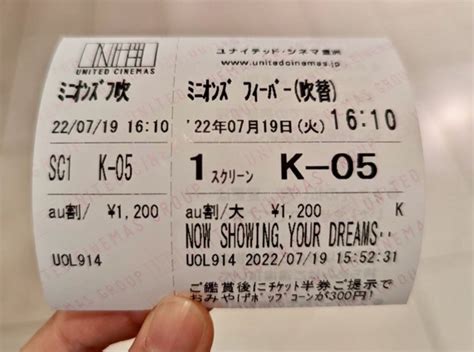 UNITED CINEMAS
ミニオンズフ吹
22/07/19 16:10
SC1 K-05
au割/ ¥1,200
UOL914
ユナイテッド・シネマ豊洲
www.unitedcinemas.jp
ミニオンズ フィーバー(吹替)
'22年07月19日(火) 16:10
1スクリーン K-05
au割/大 ¥1,200 K
NOW SHOWING,YOUR DREAMS..
UOL914 2022/07/19 15:52:31
ご鑑賞後にチケット半券ご提示で
おみやげポップコーンが300円!